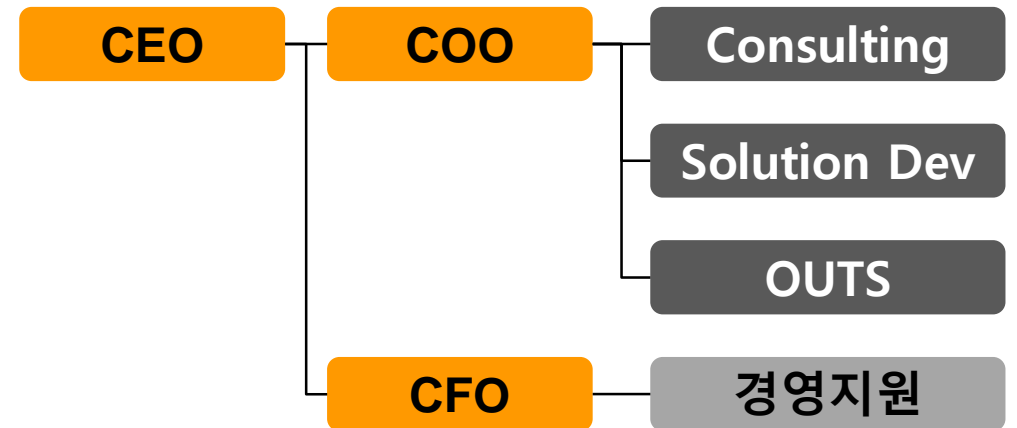 CEO
COO
Consulting
Solution Dev
OUTS
CFO
경영지원